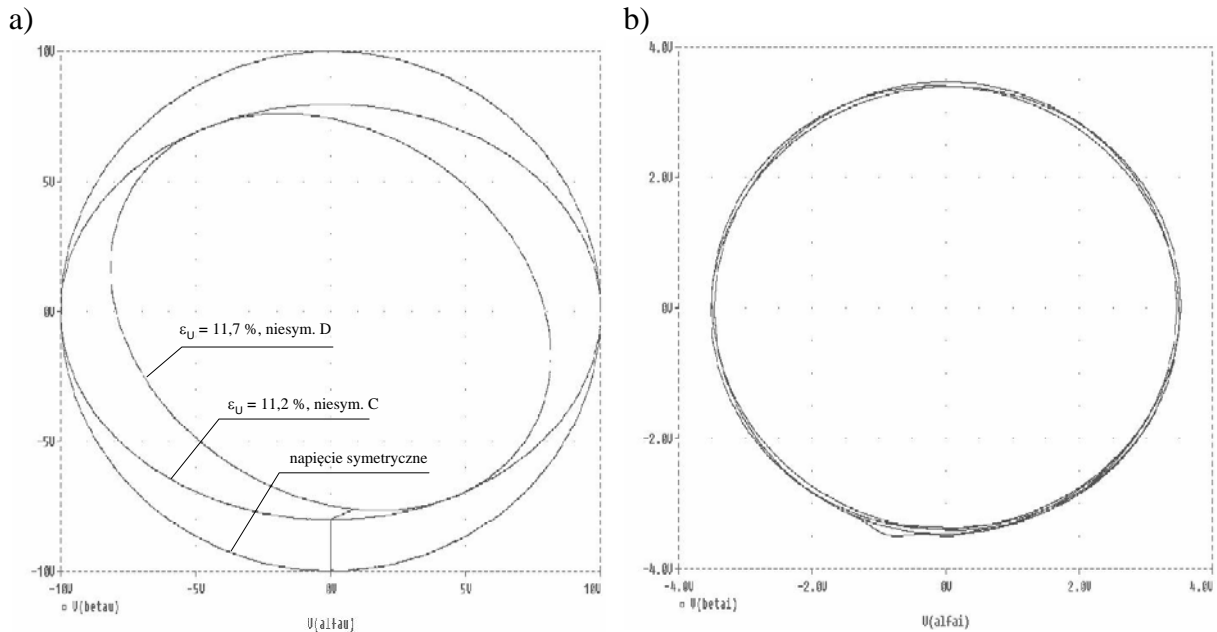 a)
10V
5V
0V
-5V
-10V
-10V
-5V
0V
5V
10V
εU = 11,7 %, niesym. D
εU = 11,2 %, niesym. C
napięcie symetryczne
▫ V(betau)
V(alfau)
b)
4.0V
2.0V
0V
-2.0V
-4.0V
-4.0V
-2.0V
0V
2.0V
4.0V
▫ V(betai)
V(alfai)